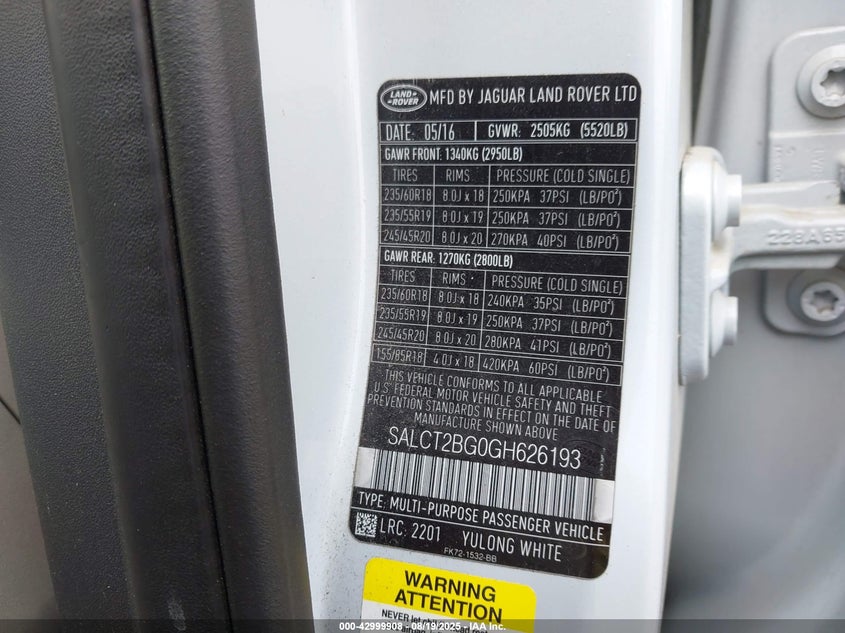 LAND ROVER MFD BY JAGUAR LAND ROVER LTD
DATE: 05/16 GVWR: 2505KG (5520LB)
GAWR FRONT: 1340KG (2950LB)
TIRES RIMS PRESSURE (COLD SINGLE)
235/60R18 8.0J x 18 250KPA 37PSI (LB/PO²)
235/55R19 8.0J x 19 250KPA 37PSI (LB/PO²)
245/45R20 8.0J x 20 270KPA 40PSI (LB/PO²)
GAWR REAR: 1270KG (2800LB)
TIRES RIMS PRESSURE (COLD SINGLE)
235/60R18 8.0J x 18 240KPA 35PSI (LB/PO²)
235/55R19 8.0J x 19 250KPA 37PSI (LB/PO²)
245/45R20 8.0J x 20 280KPA 41PSI (LB/PO²)
155/85R18 4.0J x 18 420KPA 60PSI (LB/PO²)
THIS VEHICLE CONFORMS TO ALL APPLICABLE
U.S. FEDERAL MOTOR VEHICLE SAFETY AND THEFT
PREVENTION STANDARDS IN EFFECT ON THE DATE OF
MANUFACTURE SHOWN ABOVE
SALCT2BG0GH626193
TYPE: MULTI-PURPOSE PASSENGER VEHICLE
LRC: 2201 YULONG WHITE
FK72-1532-BB
WARNING
ATTENTION
NEVER let
228A65
000-42999908 - 08/19/2025 - IAA Inc.